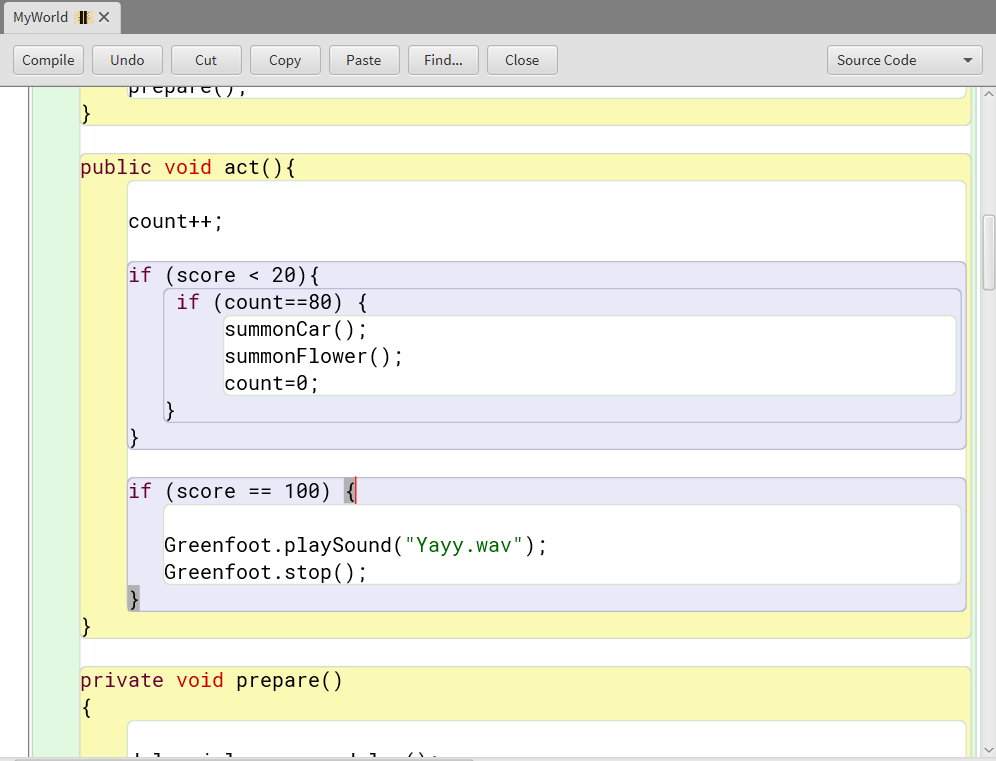 MyWorld
Compile Undo Cut Copy Paste Find... Close Source Code
prepare();
}
public void act(){
count++;
if (score < 20){
if (count==80) {
summonCar();
summonFlower();
count=0;
}
}
if (score == 100) {
Greenfoot.playSound("Yayy.wav");
Greenfoot.stop();
}
}
private void prepare()
{